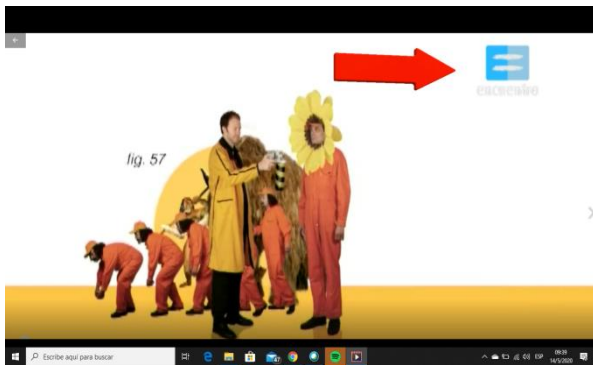 encuentro
fig. 57
Escribe aquí para buscar
ESP
09:39
14/5/2020